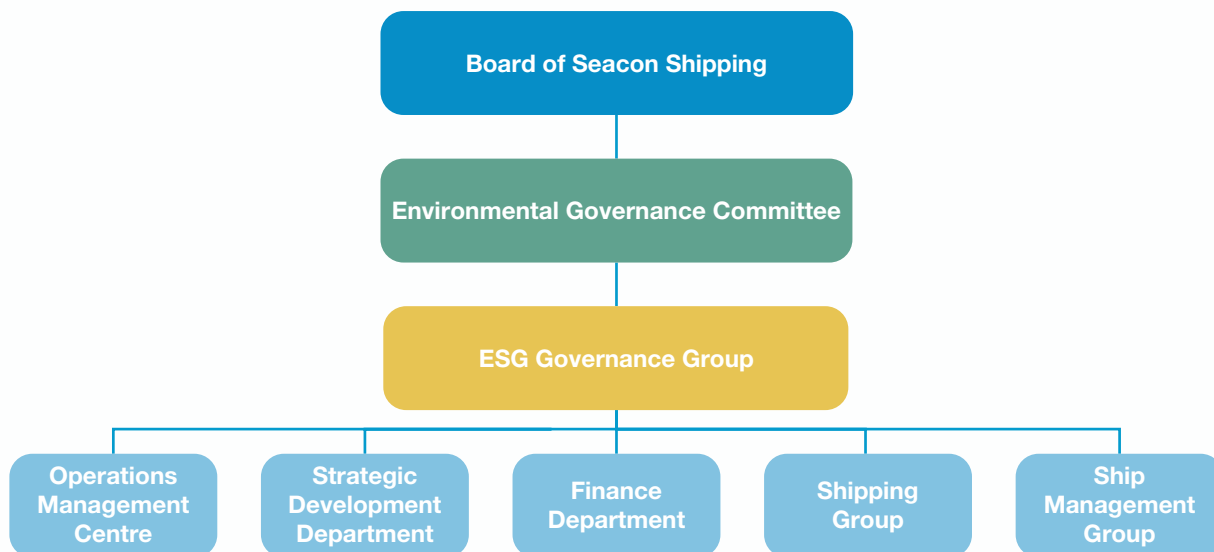 Board of Seacon Shipping
Environmental Governance Committee
ESG Governance Group
Operations
Management
Centre
Strategic
Development
Department
Finance
Department
Shipping
Group
Ship
Management
Group